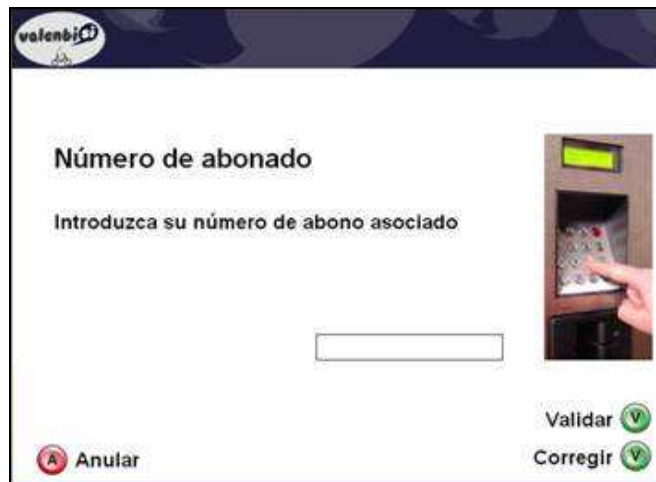 valenbisi
Número de abonado
Introduzca su número de abono asociado
Validar V
A Anular
Corregir V